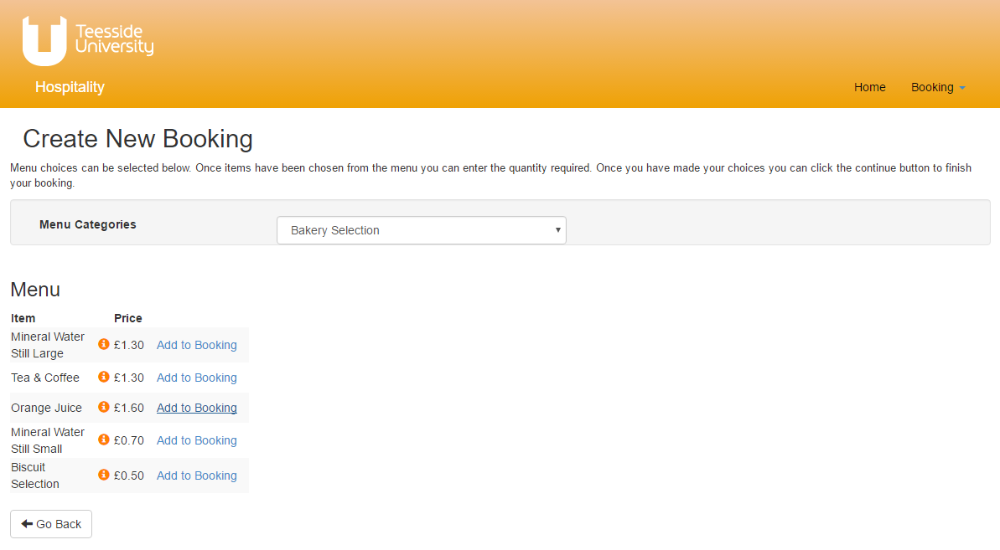 Teesside
University
Hospitality
Home Booking
Create New Booking
Menu choices can be selected below. Once items have been chosen from the menu you can enter the quantity required. Once you have made your choices you can click the continue button to finish
your booking.
Menu Categories
Bakery Selection
Menu
Item Price
Mineral Water
Still Large
£1.30 Add to Booking
Tea & Coffee £1.30 Add to Booking
Orange Juice £1.60 Add to Booking
Mineral Water
Still Small
£0.70 Add to Booking
Biscuit
Selection
£0.50 Add to Booking
Go Back